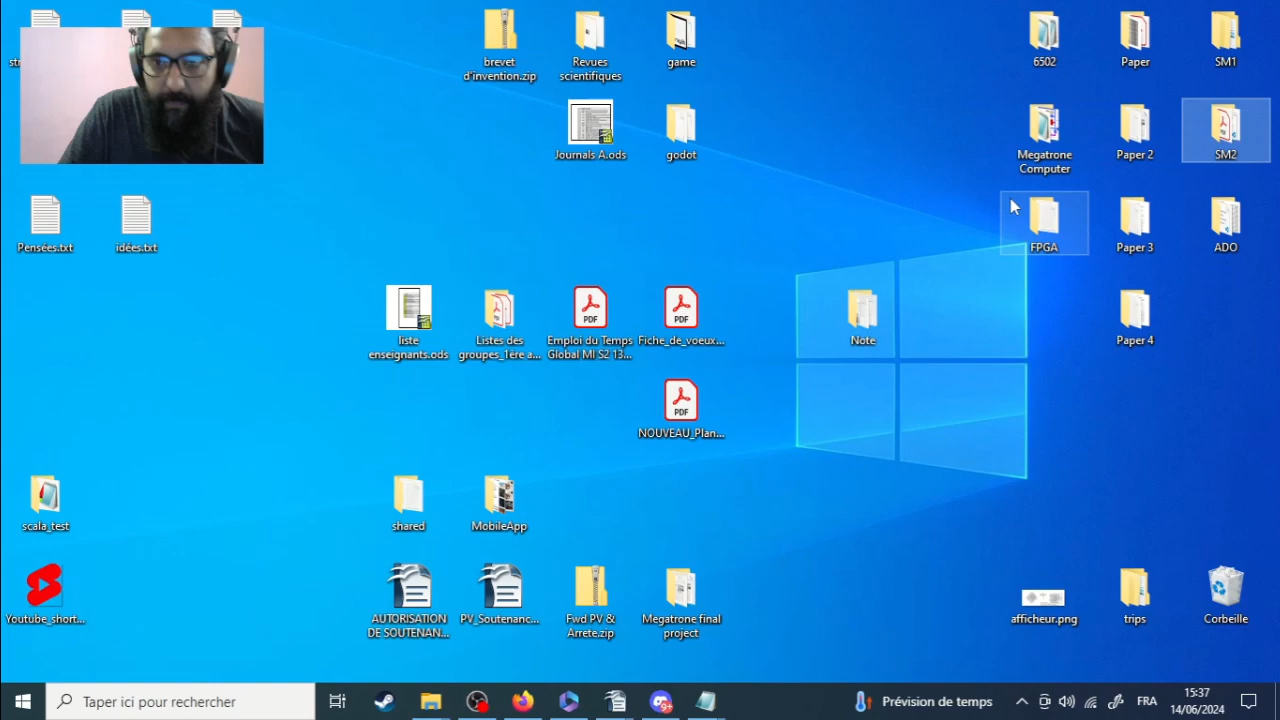 brevet
d'invention.zip
Revues
scientifiques
game
6502
Paper
SM1
Journals A.ods
godot
Megatrone
Computer
Paper 2
SM2
Pensées.txt
idées.txt
FPGA
Paper 3
ADO
liste
enseignants.ods
Listes des
groupes_1ère a...
Emploi du Temps
Global MI S2 13...
Fiche_de_voeux...
Note
Paper 4
NOUVEAU_Plan...
scala_test
shared
MobileApp
Youtube_short...
AUTORISATION
DE SOUTENAN...
PV_Soutenanc...
Fwd PV &
Arrete.zip
Megatrone final
project
afficheur.png
trips
Corbeille
Taper ici pour rechercher
9+
Prévision de temps
FRA
15:37
14/06/2024